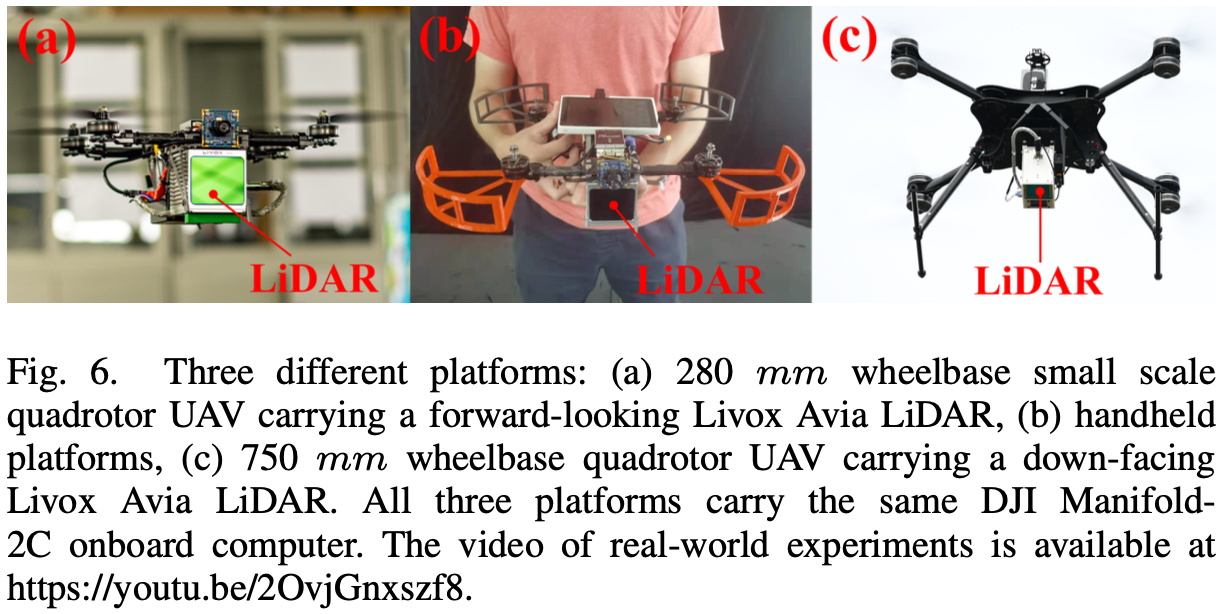 (a)
(b)
(c)
LIVOX
LiDAR
LiDAR
LiDAR
Fig. 6. Three different platforms: (a) 280 mm wheelbase small scale
quadrotor UAV carrying a forward-looking Livox Avia LiDAR, (b) handheld
platforms, (c) 750 mm wheelbase quadrotor UAV carrying a down-facing
Livox Avia LiDAR. All three platforms carry the same DJI Manifold-
2C onboard computer. The video of real-world experiments is available at
https://youtu.be/2OvjGnxszf8.